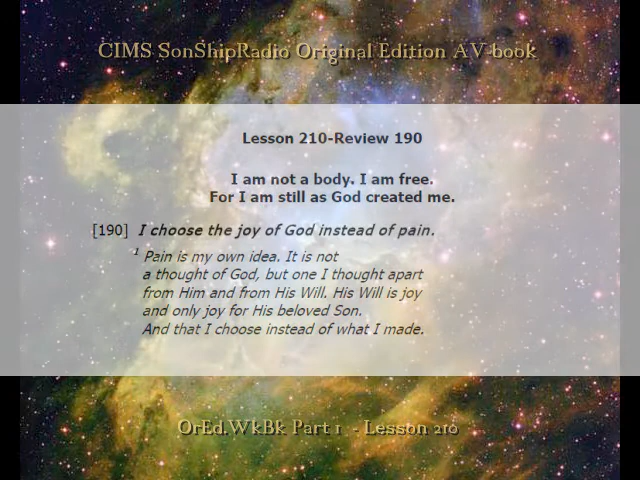 CIMS SonShipRadio Original Edition AV-book
Lesson 210-Review 190
I am not a body. I am free.
For I am still as God created me.
[190] I choose the joy of God instead of pain.
1 Pain is my own idea. It is not
a thought of God, but one I thought apart
from Him and from His Will. His Will is joy
and only joy for His beloved Son.
And that I choose instead of what I made.
OrEd.WkBk Part 1 - Lesson 210